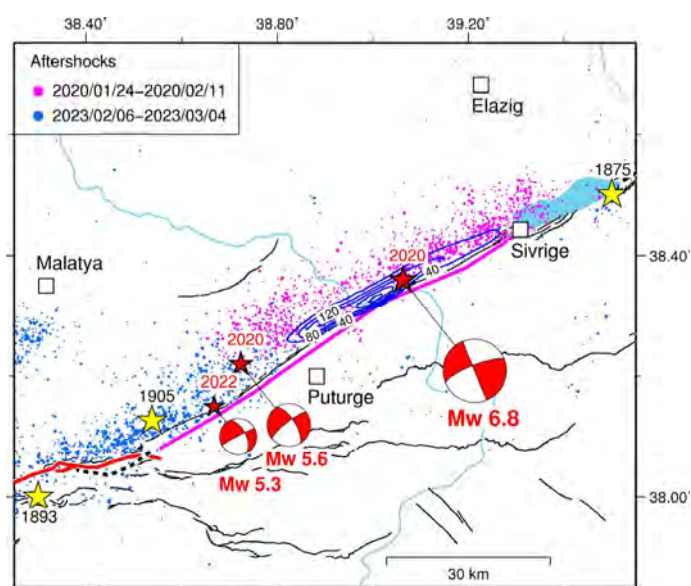 38.40˚
38.80˚
39.20˚
Aftershocks
2020/01/24−2020/02/11
2023/02/06−2023/03/04
Elazig
1875
Sivrige
38.40˚
Malatya
2020
40
120
80
40
2020
2022
Puturge
1905
Mw 6.8
Mw 5.6
Mw 5.3
1893
38.00˚
30 km